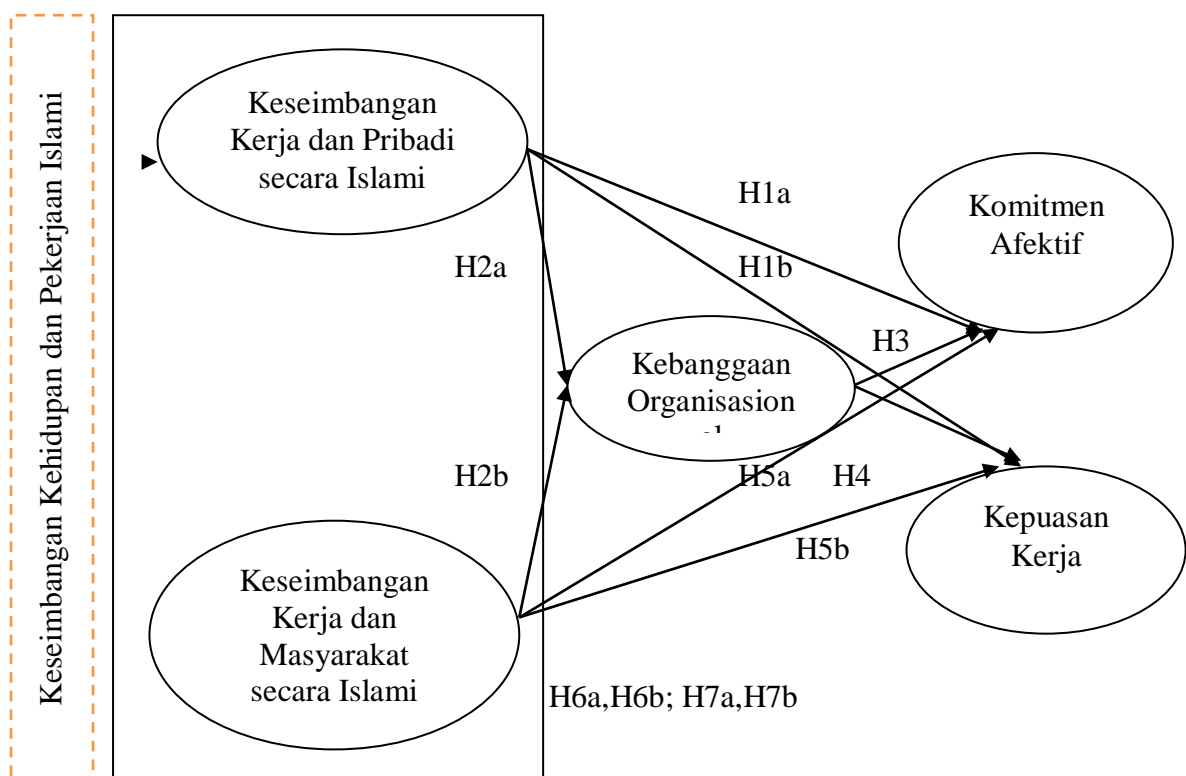 Keseimbangan Kehidupan dan Pekerjaan Islami
Keseimbangan
Kerja dan Pribadi
secara Islami
H1a
Komitmen
Afektif
H2a
H1b
H3
Kebanggaan
Organisasion
H2b
H5a
H4
Kepuasan
Kerja
H5b
Keseimbangan
Kerja dan
Masyarakat
secara Islami
H6a,H6b; H7a,H7b